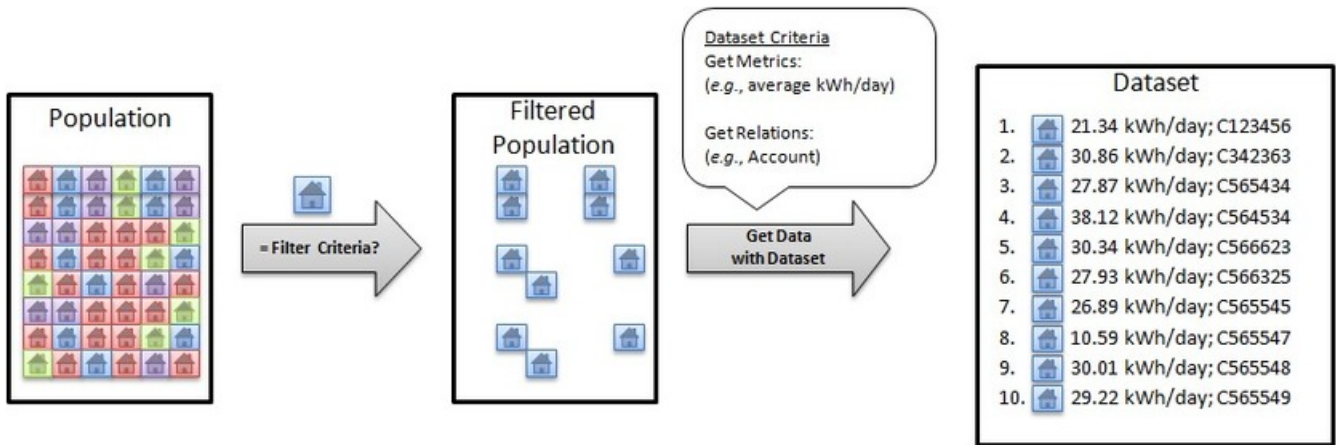 Population
= Filter Criteria?
Filtered
Population
Dataset Criteria
Get Metrics:
(e.g., average kWh/day)
Get Relations:
(e.g., Account)
Get Data
with Dataset
Dataset
1. 21.34 kWh/day; C123456
2. 30.86 kWh/day; C342363
3. 27.87 kWh/day; C565434
4. 38.12 kWh/day; C564534
5. 30.34 kWh/day; C566623
6. 27.93 kWh/day; C566325
7. 26.89 kWh/day; C565545
8. 10.59 kWh/day; C565547
9. 30.01 kWh/day; C565548
10. 29.22 kWh/day; C565549